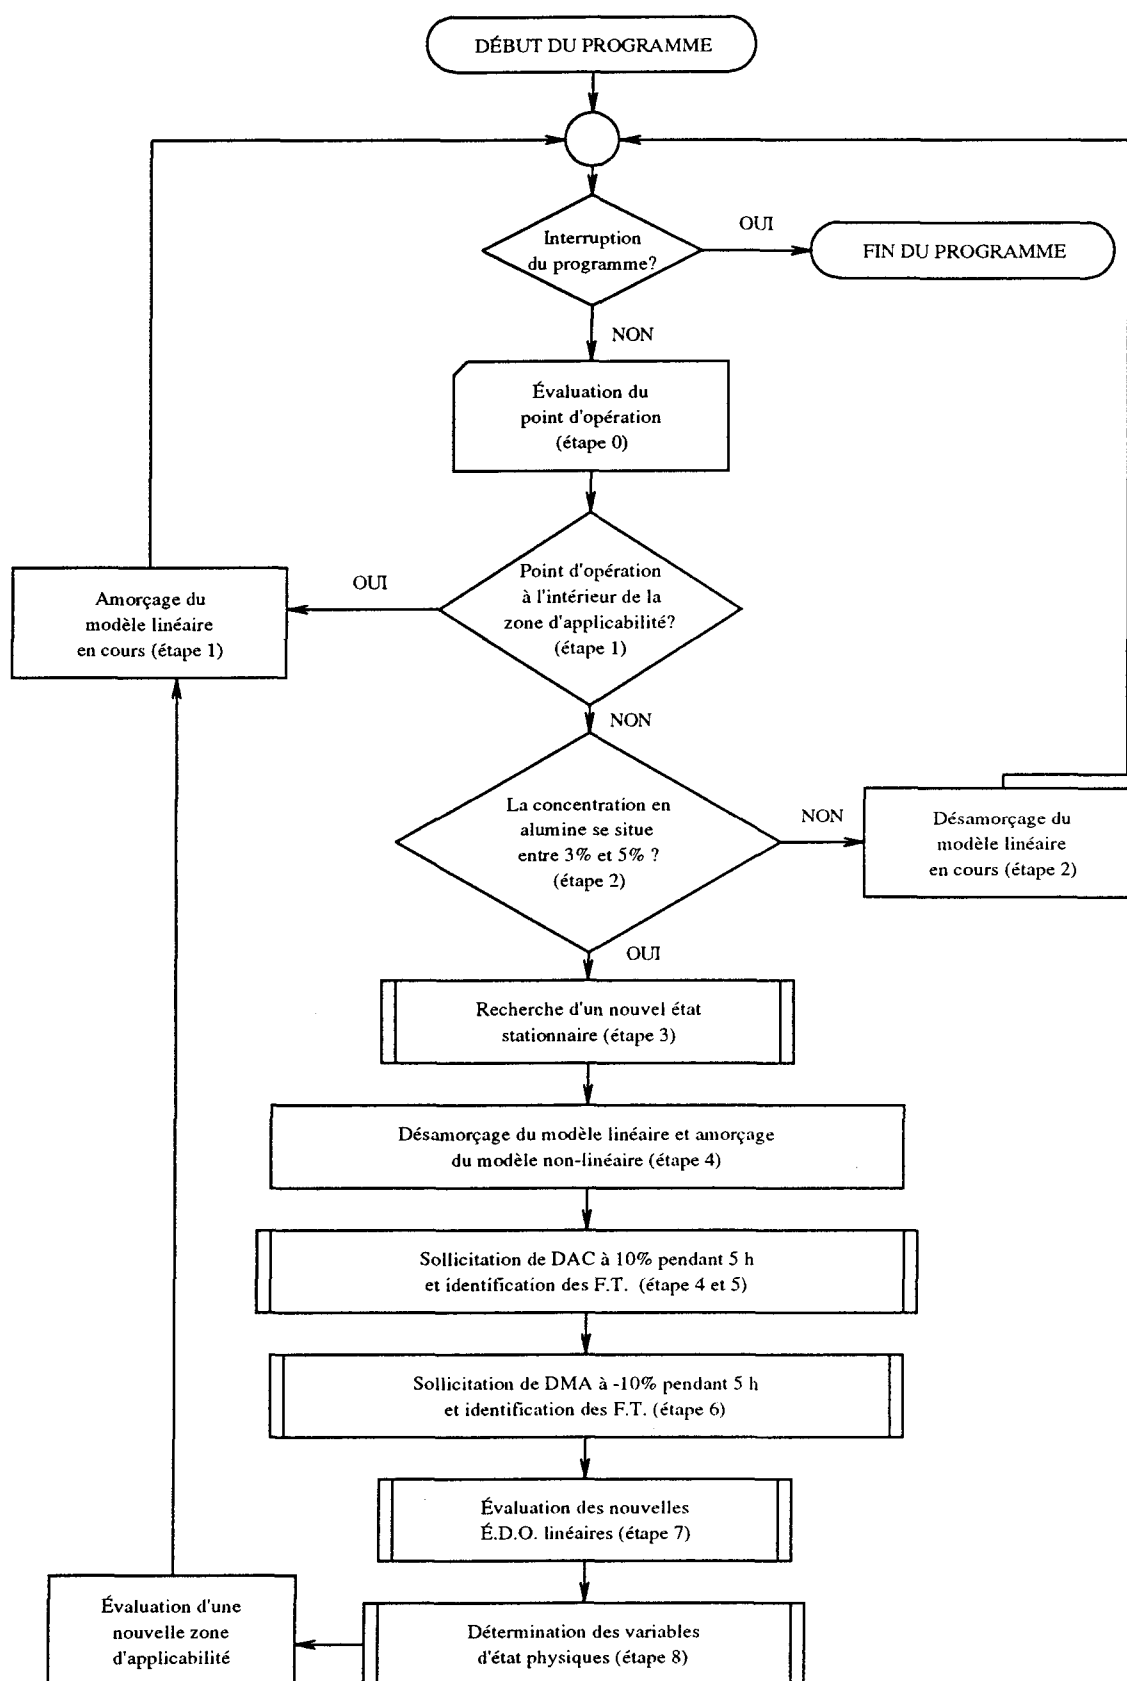 DÉBUT DU PROGRAMME
Interruption
du programme?
OUI
FIN DU PROGRAMME
NON
Évaluation du
point d'opération
(étape 0)
Point d'opération
à l'intérieur de la
zone d'applicabilité?
(étape 1)
OUI
Amorçage du
modèle linéaire
en cours (étape 1)
NON
La concentration en
alumine se situe
entre 3% et 5% ?
(étape 2)
NON
Désamorçage du
modèle linéaire
en cours (étape 2)
OUI
Recherche d'un nouvel état
stationnaire (étape 3)
Désamorçage du modèle linéaire et amorçage
du modèle non-linéaire (étape 4)
Sollicitation de DAC à 10% pendant 5 h
et identification des F.T. (étape 4 et 5)
Sollicitation de DMA à -10% pendant 5 h
et identification des F.T. (étape 6)
Évaluation des nouvelles
É.D.O. linéaires (étape 7)
Détermination des variables
d'état physiques (étape 8)
Évaluation d'une
nouvelle zone
d'applicabilité